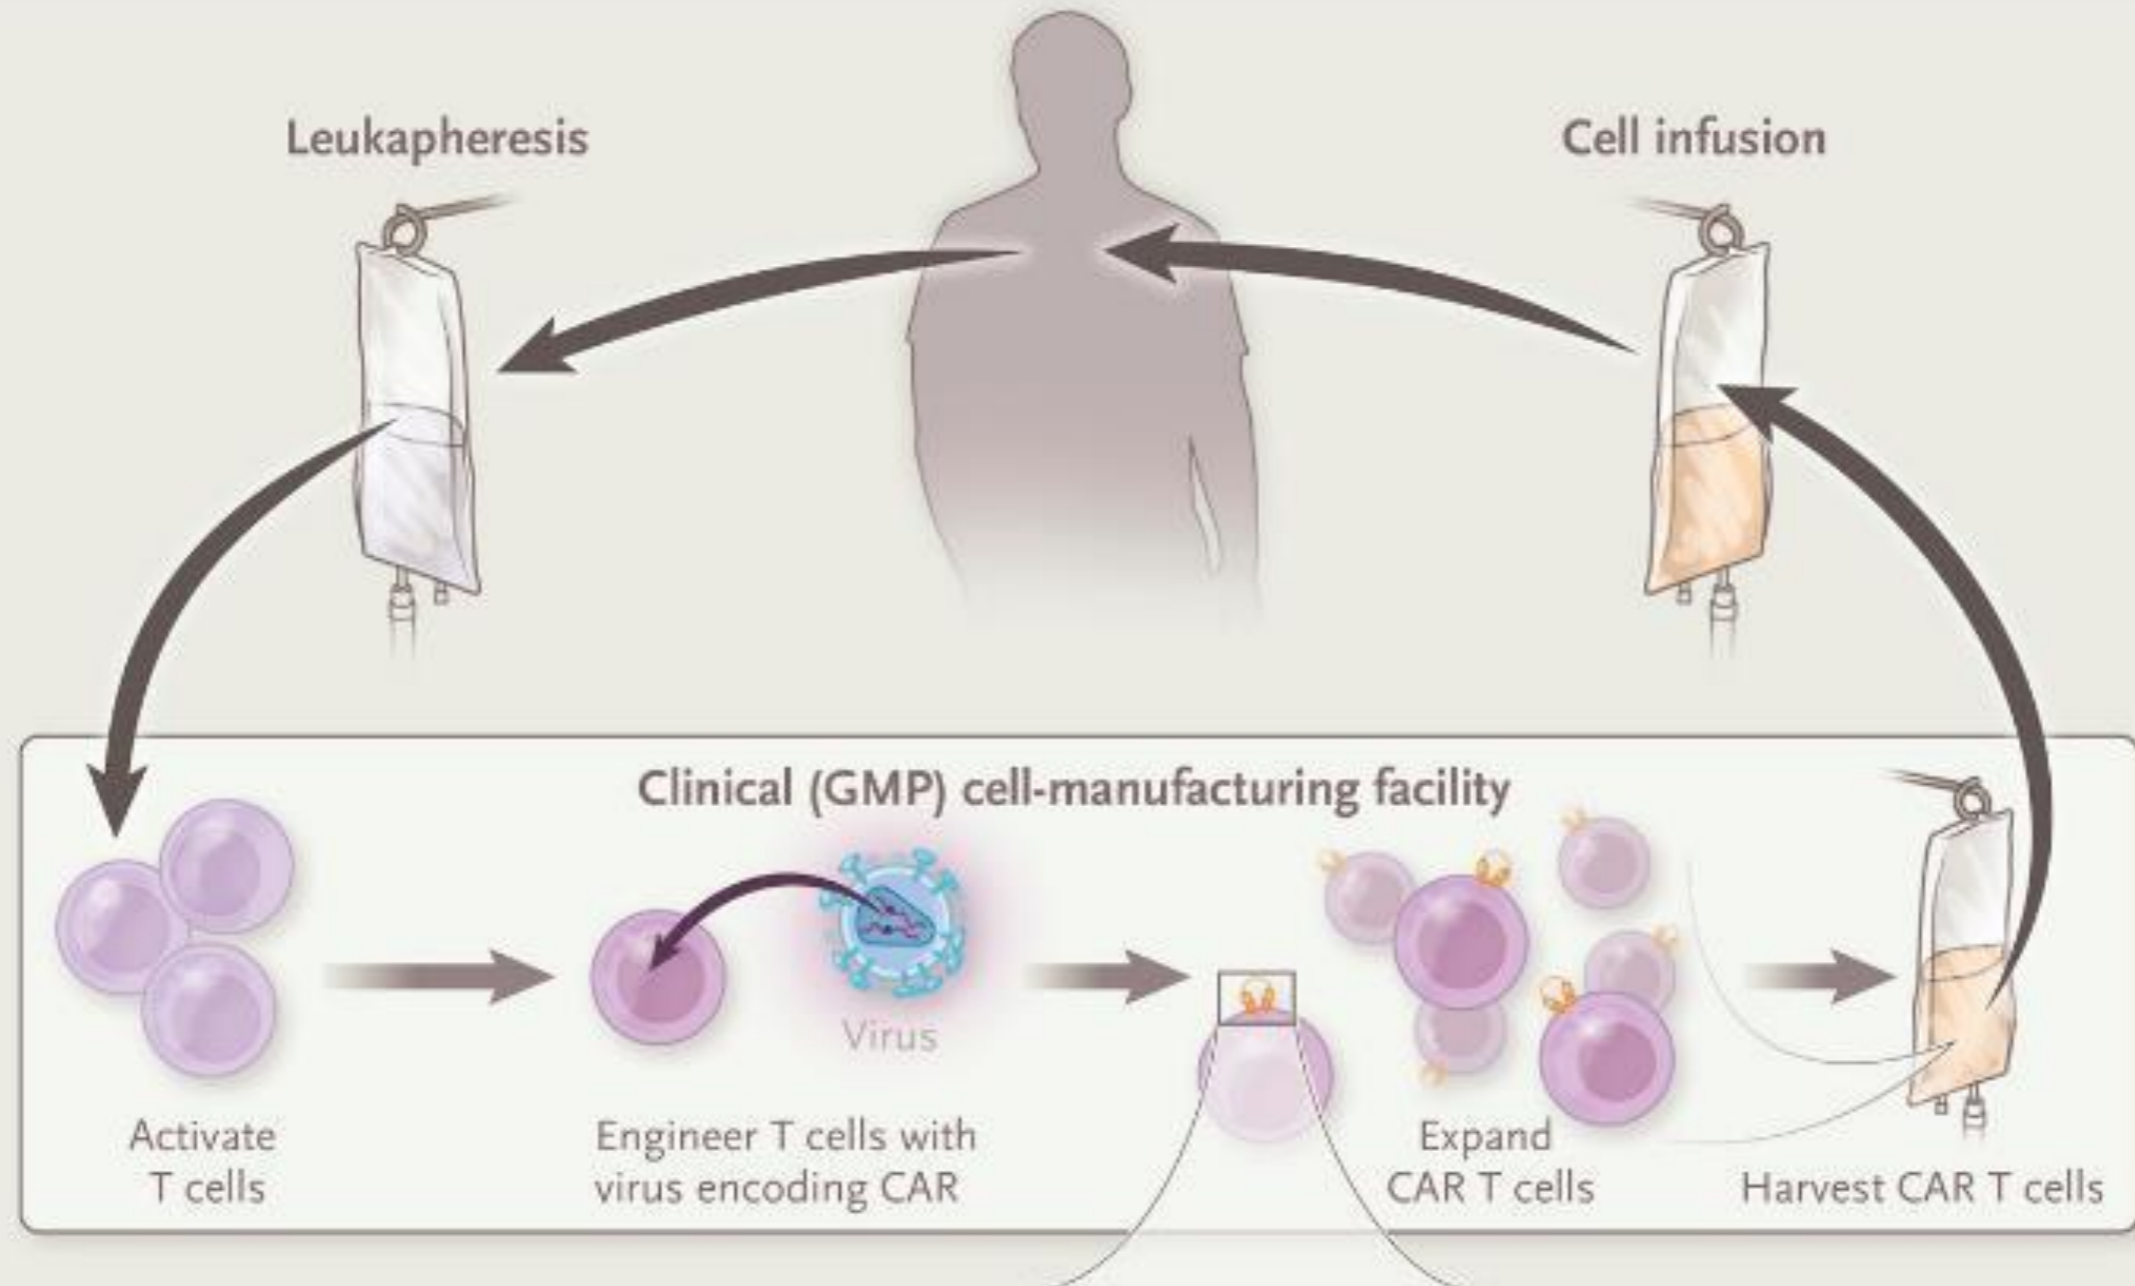 Leukapheresis
Cell infusion
Clinical (GMP) cell-manufacturing facility
Virus
Activate
T cells
Engineer T cells with
virus encoding CAR
Expand
CAR T cells
Harvest CAR T cells